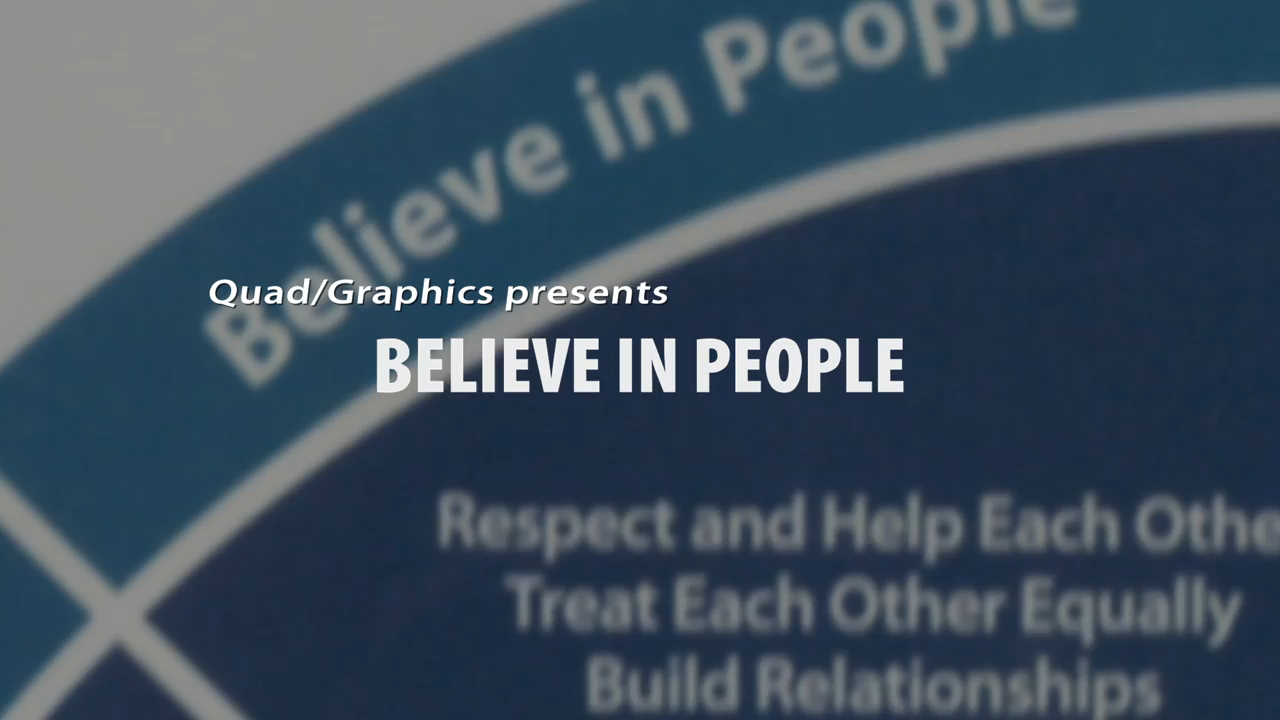 Believe in People
Quad/Graphics presents
BELIEVE IN PEOPLE
Respect and Help Each Othe
Treat Each Other Equally
Build Relationships